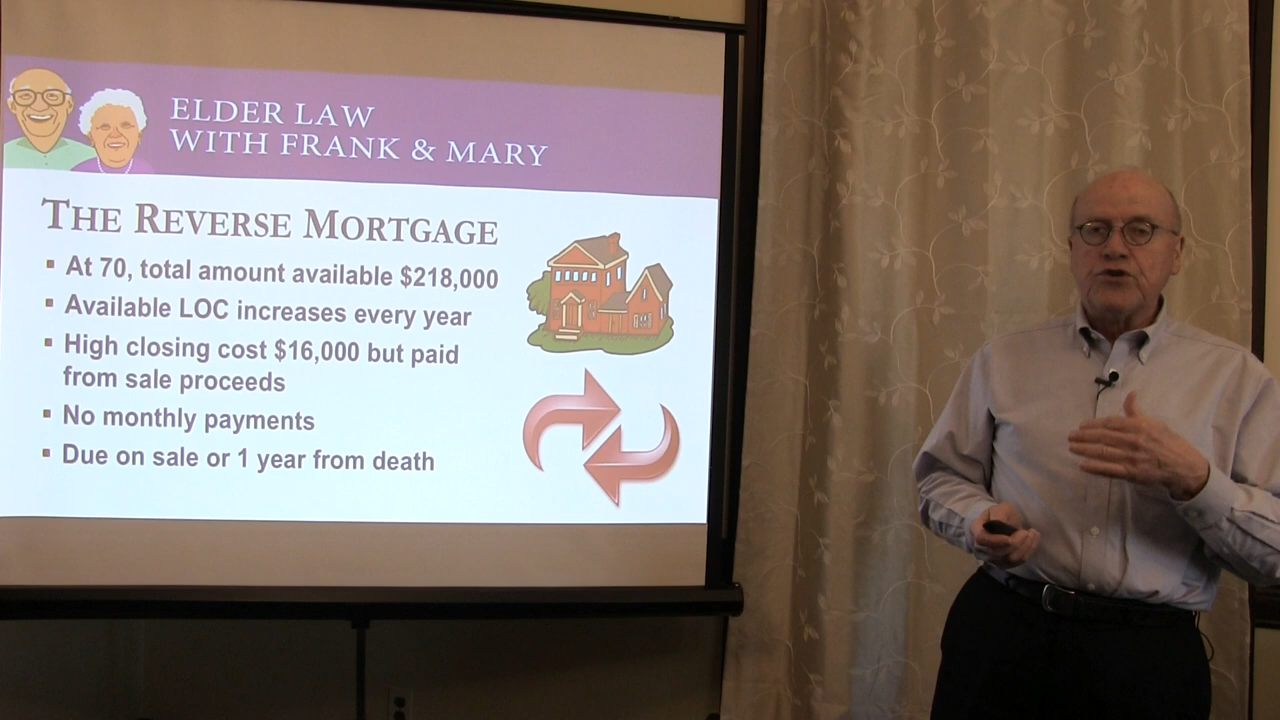 ELDER LAW
WITH FRANK & MARY
THE REVERSE MORTGAGE
▪ At 70, total amount available $218,000
▪ Available LOC increases every year
▪ High closing cost $16,000 but paid
from sale proceeds
▪ No monthly payments
▪ Due on sale or 1 year from death